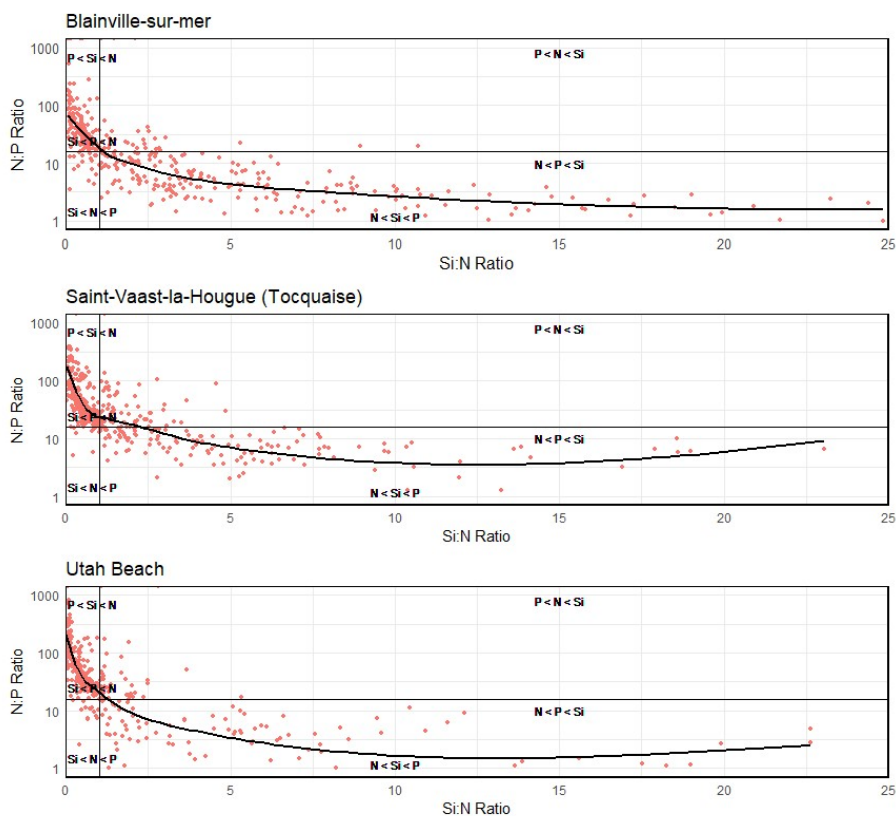 Blainville-sur-mer
1000
P < Si < N
P < N < Si
100
Si < P < N
N:P Ratio
10
N < P < Si
Si < N < P
N < Si < P
1
0 5 10 15 20 25
Si:N Ratio
Saint-Vaast-la-Hougue (Tocquaise)
1000
P < Si < N
P < N < Si
100
Si < P < N
N:P Ratio
10
N < P < Si
Si < N < P
N < Si < P
1
0 5 10 15 20 25
Si:N Ratio
Utah Beach
1000
P < Si < N
P < N < Si
100
Si < P < N
N:P Ratio
10
N < P < Si
Si < N < P
N < Si < P
1
0 5 10 15 20 25
Si:N Ratio